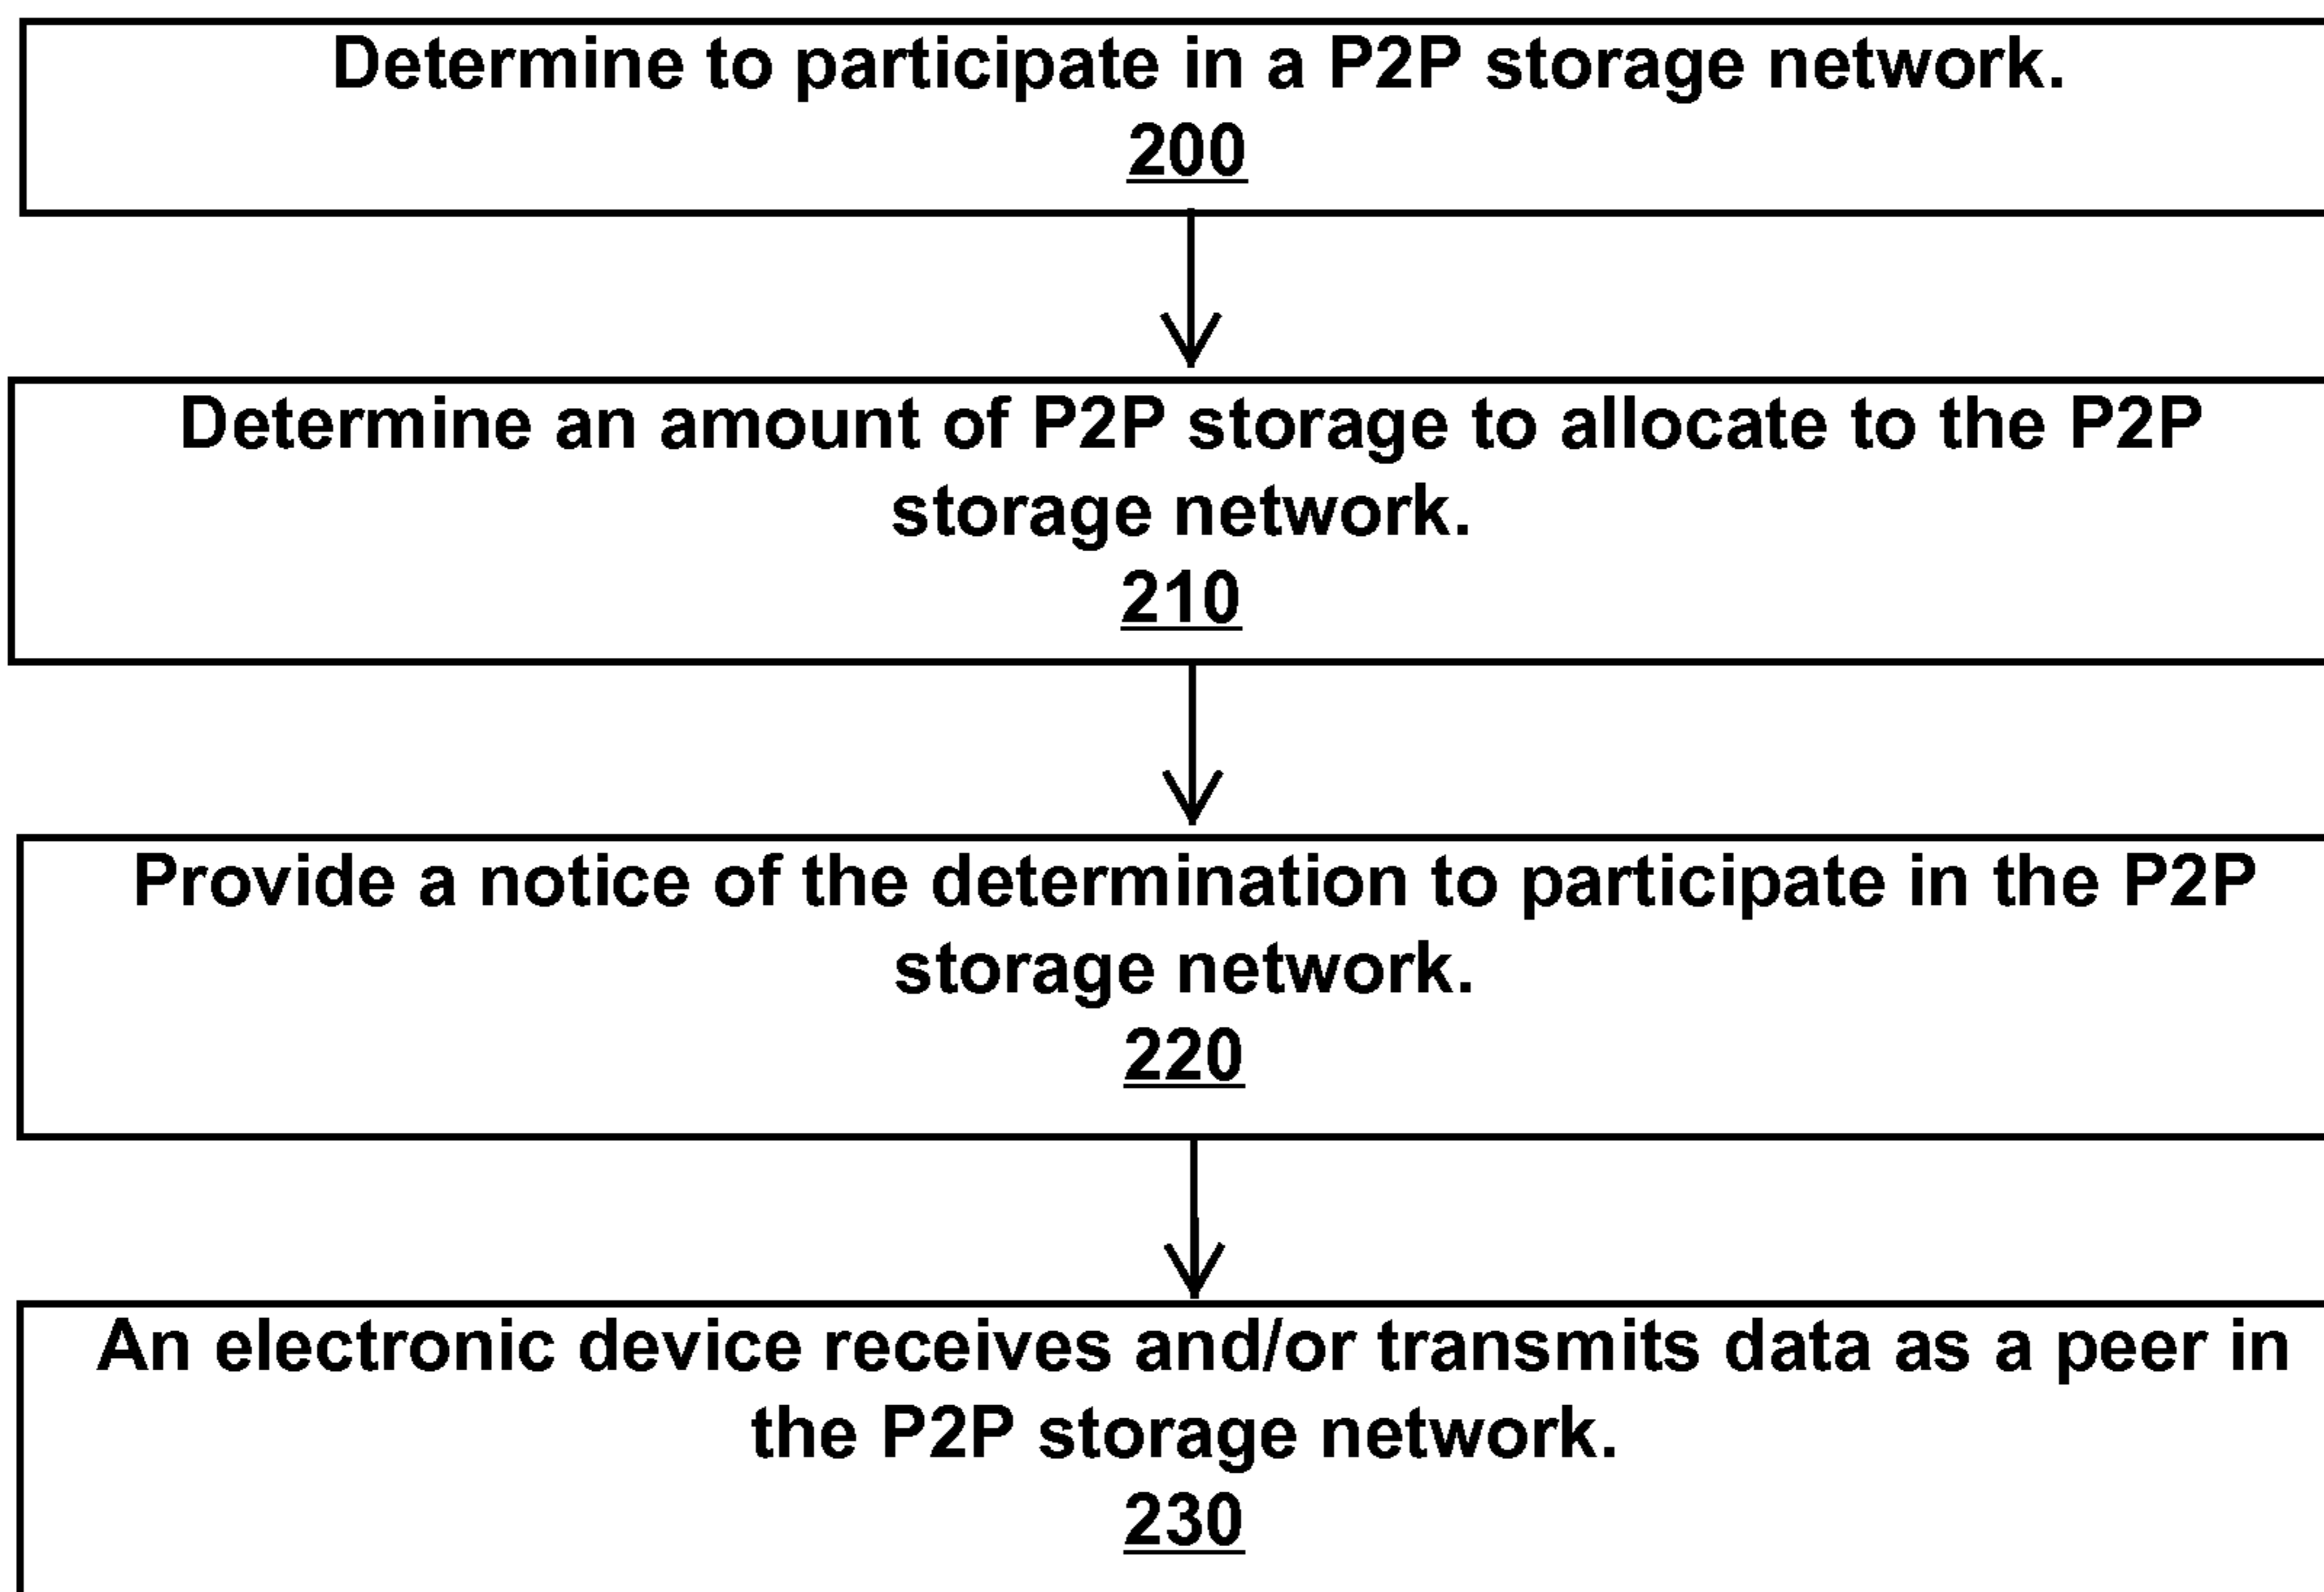 Determine to participate in a P2P storage network.
200
Determine an amount of P2P storage to allocate to the P2P
storage network.
210
Provide a notice of the determination to participate in the P2P
storage network.
220
An electronic device receives and/or transmits data as a peer in
the P2P storage network.
230